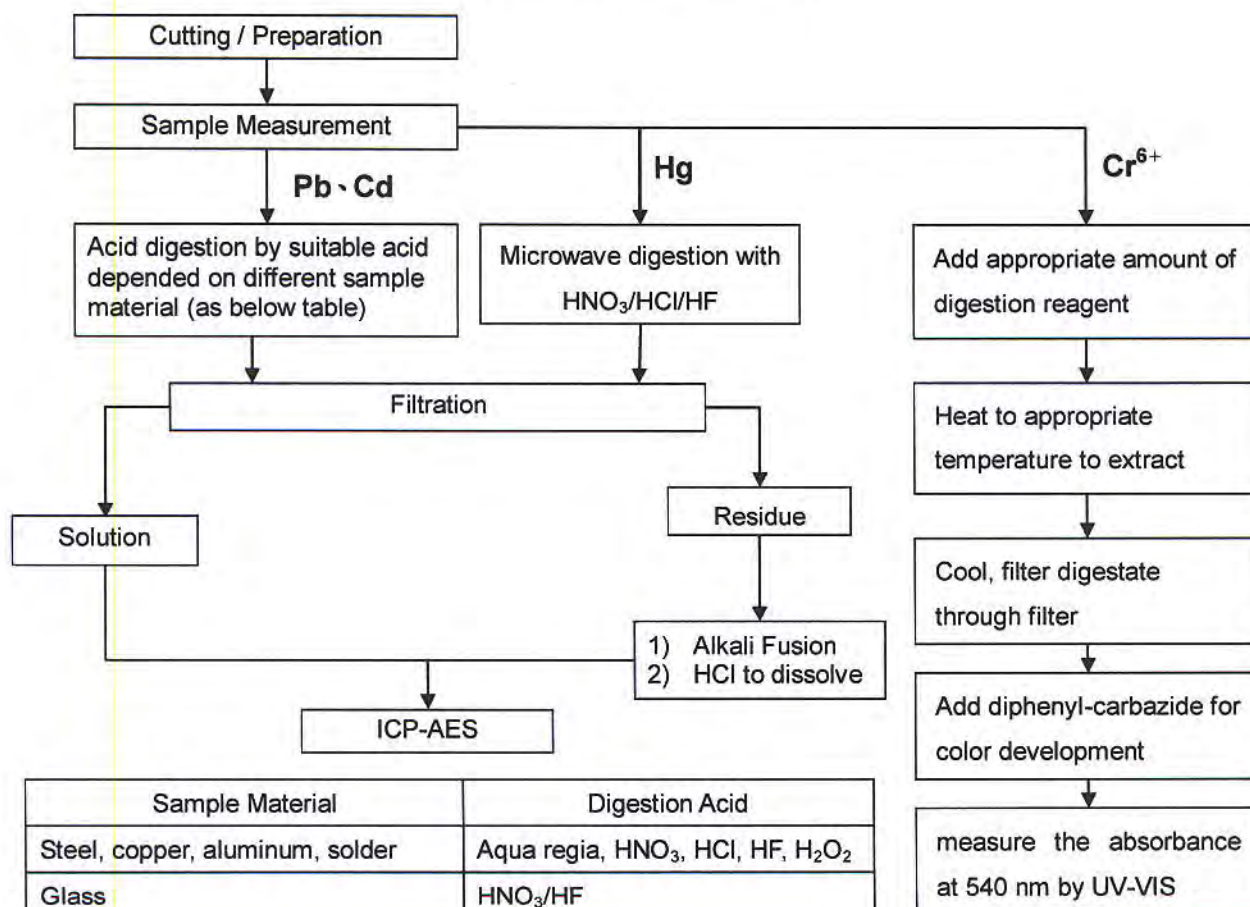 Cutting / Preparation
Sample Measurement
Pb、Cd
Hg
Cr⁶⁺
Acid digestion by suitable acid
depended on different sample
material (as below table)
Microwave digestion with
HNO₃/HCl/HF
Add appropriate amount of
digestion reagent
Filtration
Heat to appropriate
temperature to extract
Solution
Residue
Cool, filter digestate
through filter
1) Alkali Fusion
2) HCl to dissolve
Add diphenyl-carbazide for
color development
ICP-AES
measure the absorbance
at 540 nm by UV-VIS
Sample Material
Digestion Acid
Steel, copper, aluminum, solder
Aqua regia, HNO₃, HCl, HF, H₂O₂
Glass
HNO₃/HF